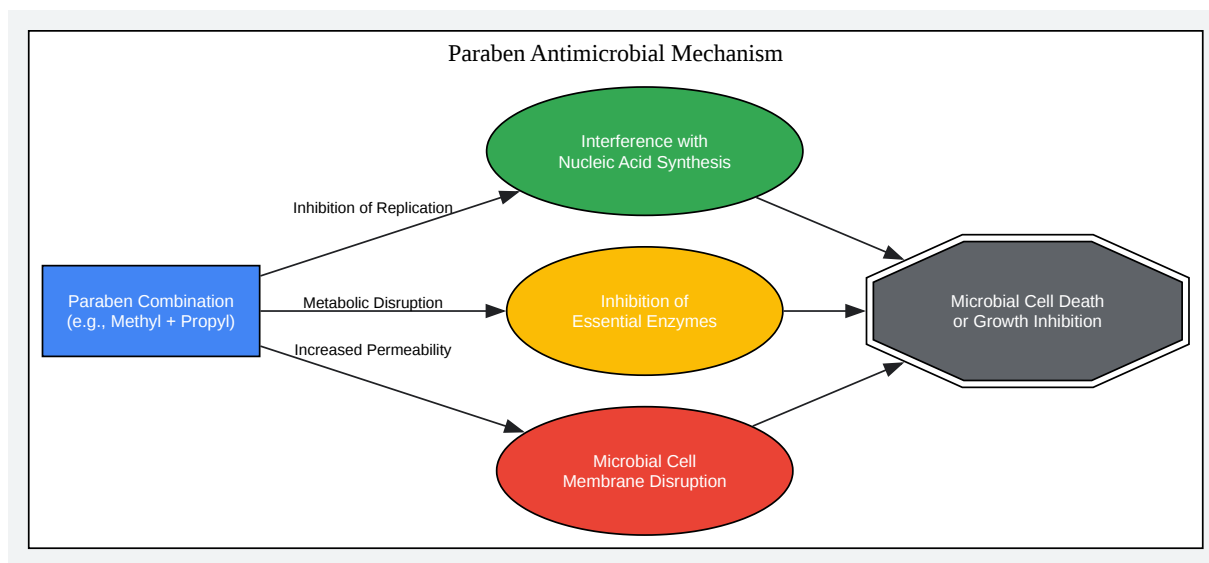 Paraben Antimicrobial Mechanism
Interference with
Nucleic Acid Synthesis
Inhibition of Replication
Paraben Combination
(e.g., Methyl + Propyl)
Metabolic Disruption
Inhibition of
Essential Enzymes
Microbial Cell Death
or Growth Inhibition
Increased Permeability
Microbial Cell
Membrane Disruption